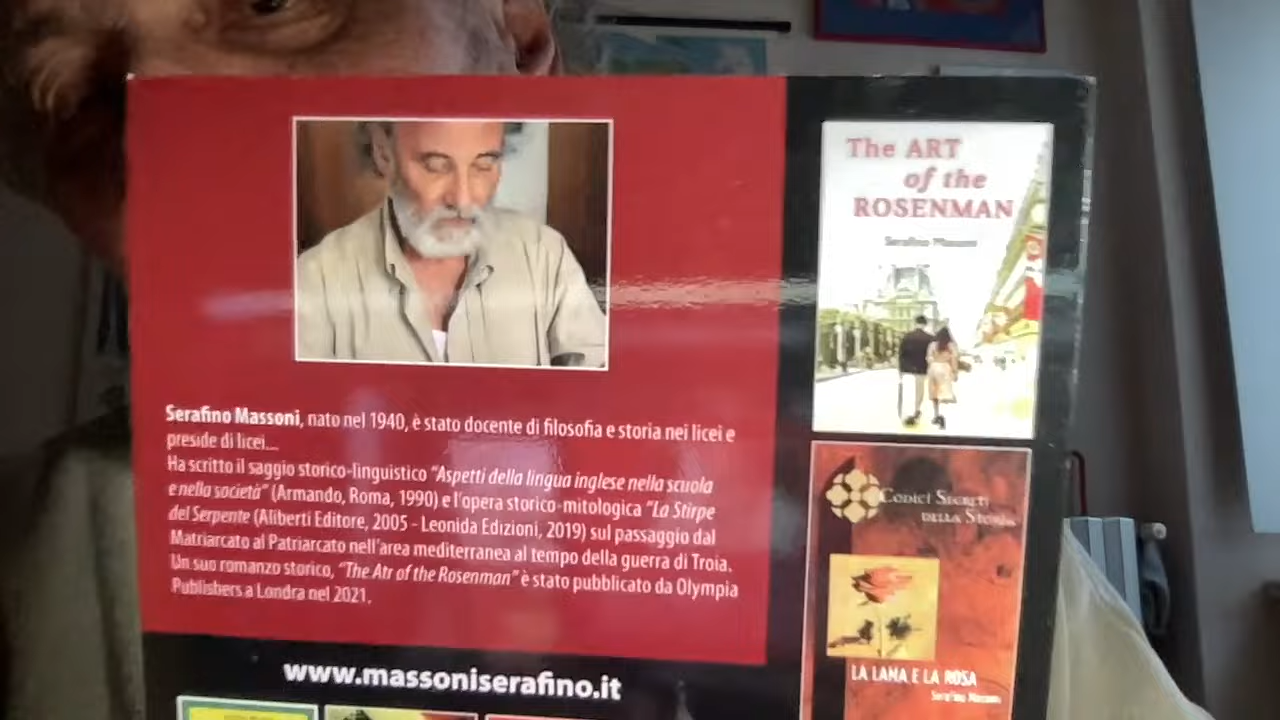 Serafino Massoni, nato nel 1940, è stato docente di filosofia e storia nei licei e
preside di licei...
Ha scritto il saggio storico-linguistico "Aspetti della lingua inglese nella scuola
e nella società" (Armando, Roma, 1990) e l'opera storico-mitologica "La Stirpe
del Serpente (Aliberti Editore, 2005 - Leonida Edizioni, 2019) sul passaggio dal
Matriarcato al Patriarcato nell'area mediterranea al tempo della guerra di Troia.
Un suo romanzo storico, "The Atr of the Rosenman" è stato pubblicato da Olympia
Publishers a Londra nel 2021.
www.massoniserafino.it
The ART
of the
ROSENMAN
Serafino Massoni
CODICI SEGRETI
DELLA STORIA
LA LANA E LA ROSA
Serafino Massoni